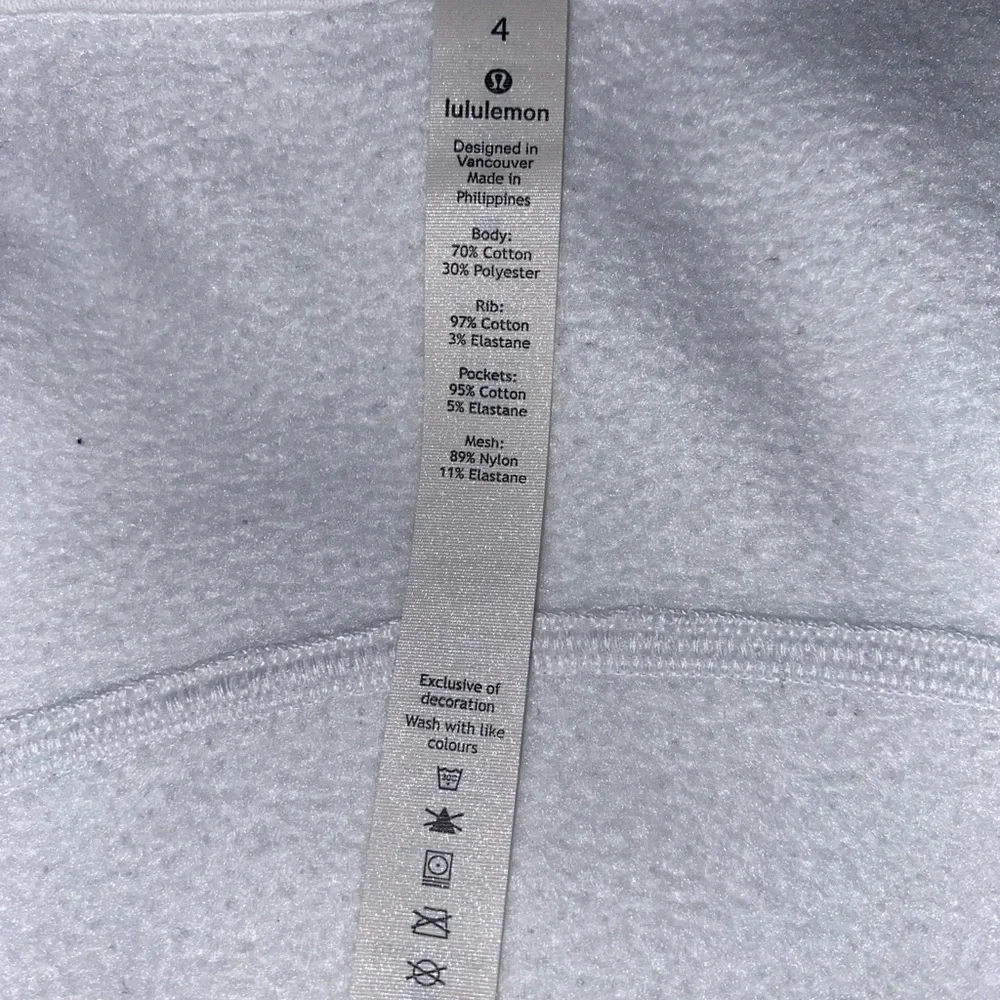 4
lululemon
Designed in
Vancouver
Made in
Philippines
Body:
70% Cotton
30% Polyester
Rib:
97% Cotton
3% Elastane
Pockets:
95% Cotton
5% Elastane
Mesh:
89% Nylon
11% Elastane
Exclusive of
decoration
Wash with like
colours
30C